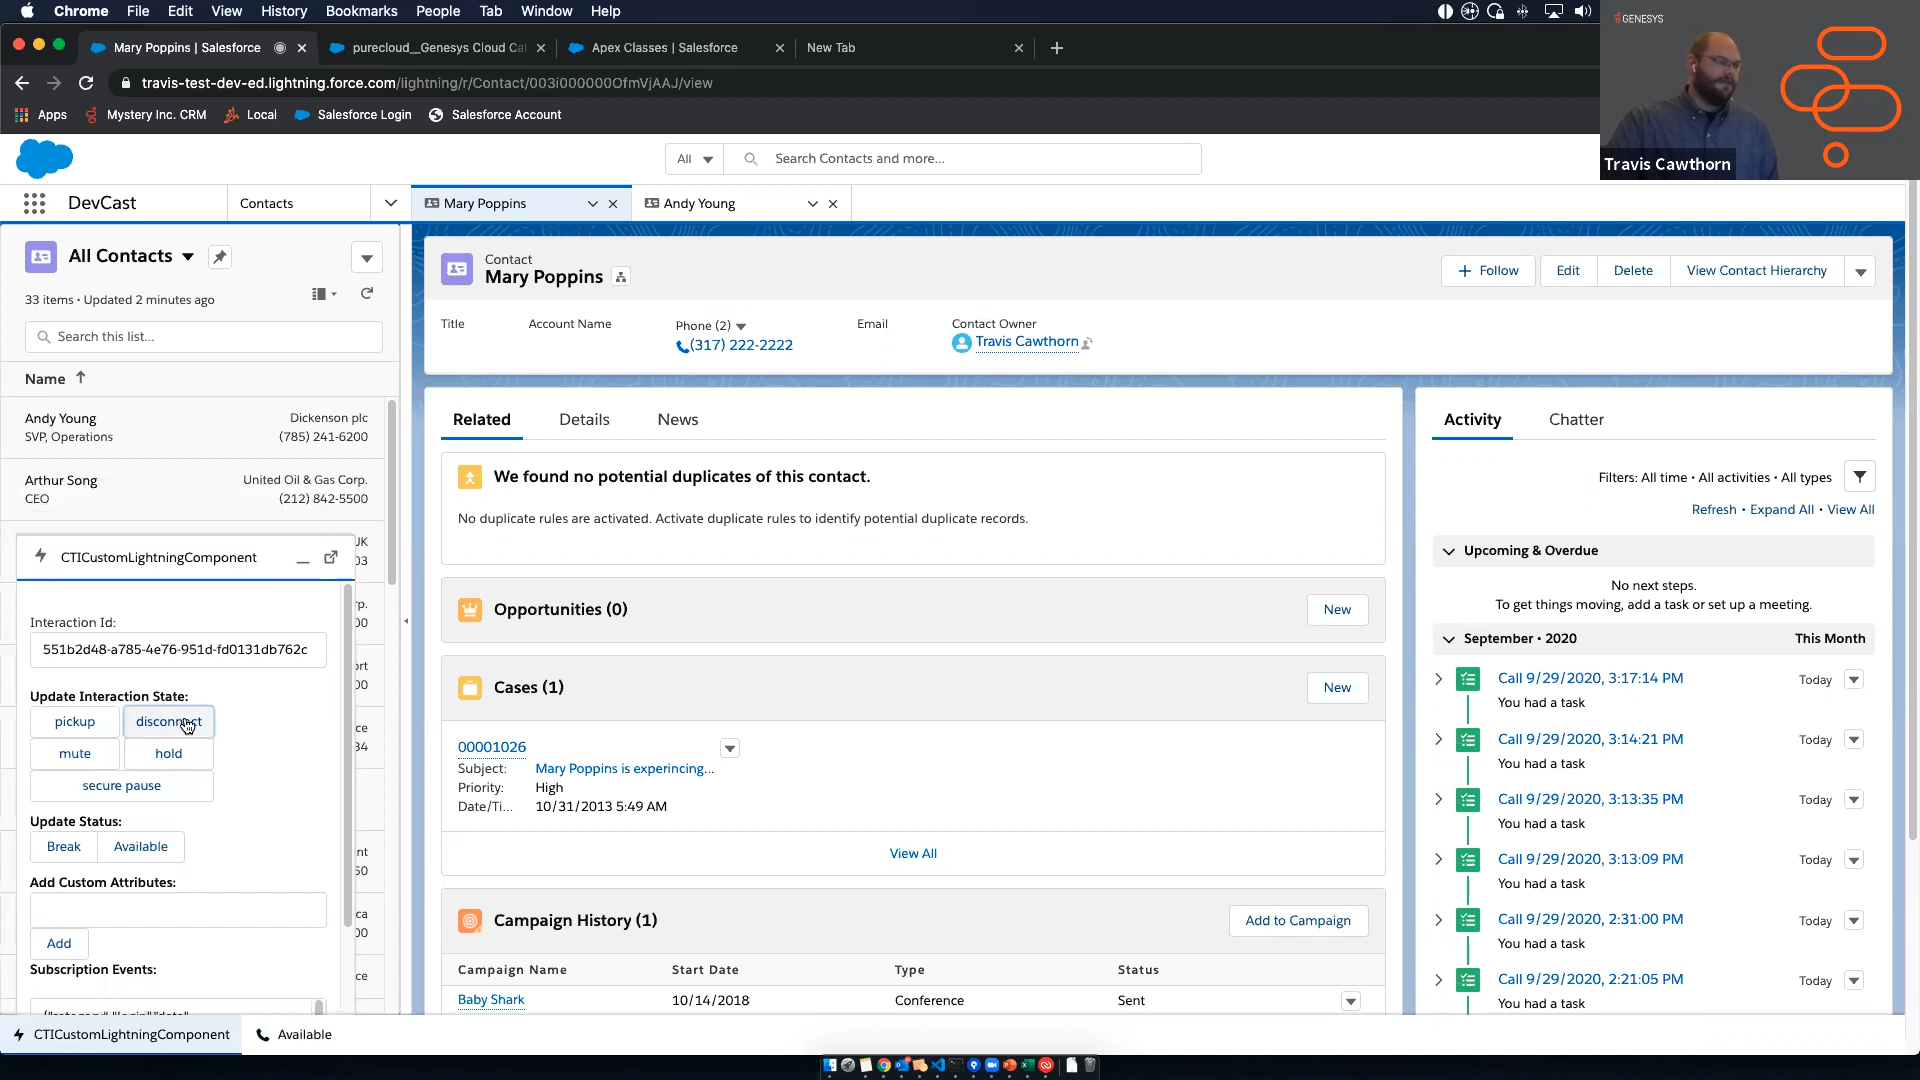 Chrome File Edit View History Bookmarks People Tab Window Help
GENESYS
Mary Poppins | Salesforce
purecloud__Genesys Cloud Cal
Apex Classes | Salesforce
New Tab
travis-test-dev-ed.lightning.force.com/lightning/r/Contact/003i000000OfmVjAAJ/view
Apps Mystery Inc. CRM Local Salesforce Login Salesforce Account
Travis Cawthorn
All
Search Contacts and more...
DevCast
Contacts
Mary Poppins
Andy Young
All Contacts
33 items • Updated 2 minutes ago
Search this list...
Name
Andy Young Dickenson plc
SVP, Operations (785) 241-6200
Arthur Song United Oil & Gas Corp.
CEO (212) 842-5500
UK
03
rp.
00
ort
00
ce
34
nt
50
ca
00
ce
CTICustomLightningComponent
Interaction Id:
551b2d48-a785-4e76-951d-fd0131db762c
Update Interaction State:
pickup disconnect
mute hold
secure pause
Update Status:
Break Available
Add Custom Attributes:
Add
Subscription Events:
CTICustomLightningComponent Available
Contact
Mary Poppins
Follow Edit Delete View Contact Hierarchy
Title Account Name Phone (2) Email Contact Owner
(317) 222-2222 Travis Cawthorn
Related Details News
We found no potential duplicates of this contact.
No duplicate rules are activated. Activate duplicate rules to identify potential duplicate records.
Opportunities (0) New
Cases (1) New
00001026
Subject: Mary Poppins is experincing...
Priority: High
Date/Ti... 10/31/2013 5:49 AM
View All
Campaign History (1) Add to Campaign
Campaign Name Start Date Type Status
Baby Shark 10/14/2018 Conference Sent
Activity Chatter
Filters: All time • All activities • All types
Refresh • Expand All • View All
Upcoming & Overdue
No next steps.
To get things moving, add a task or set up a meeting.
September • 2020 This Month
Call 9/29/2020, 3:17:14 PM Today
You had a task
Call 9/29/2020, 3:14:21 PM Today
You had a task
Call 9/29/2020, 3:13:35 PM Today
You had a task
Call 9/29/2020, 3:13:09 PM Today
You had a task
Call 9/29/2020, 2:31:00 PM Today
You had a task
Call 9/29/2020, 2:21:05 PM Today
You had a task